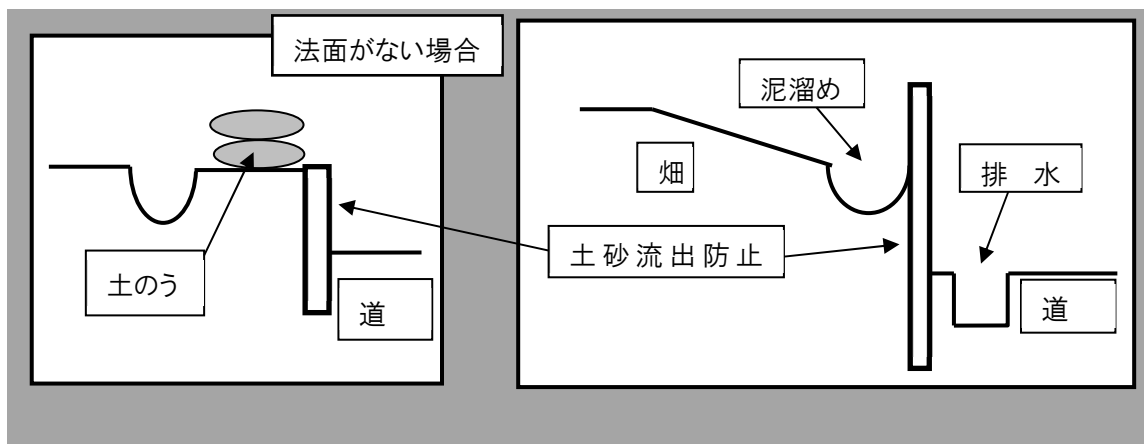 法面がない場合
土のう
道
泥溜め
畑
排　水
土 砂 流 出 防 止
道